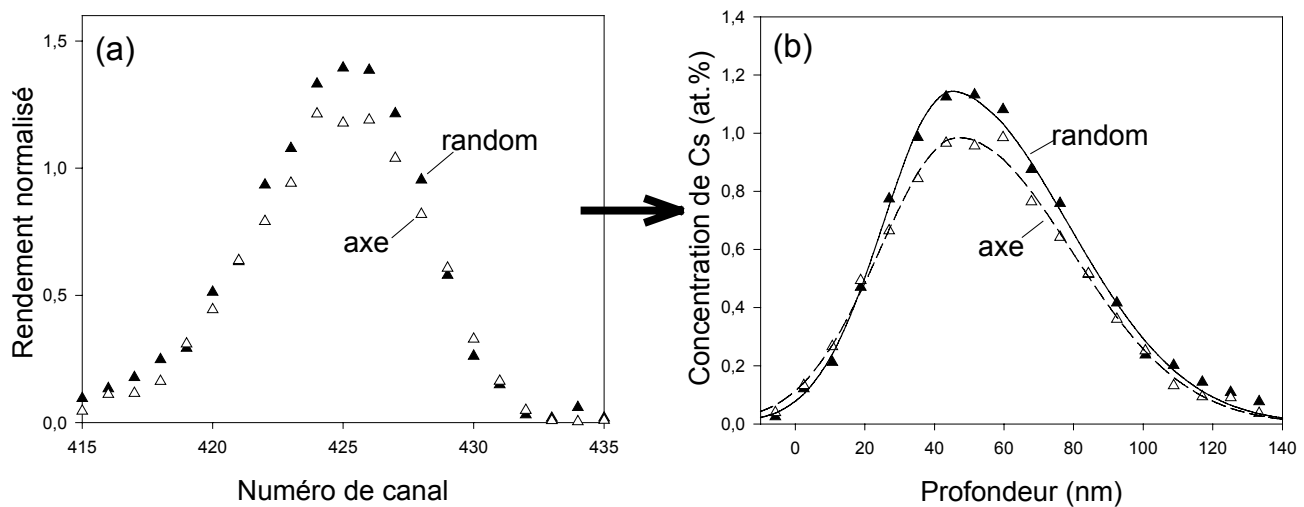 (a)
Rendement normalisé
1,5
1,0
0,5
0,0
random
axe
415
420
425
430
435
Numéro de canal
(b)
Concentration de Cs (at.%)
1,4
1,2
1,0
0,8
0,6
0,4
0,2
0,0
random
axe
0
20
40
60
80
100
120
140
Profondeur (nm)